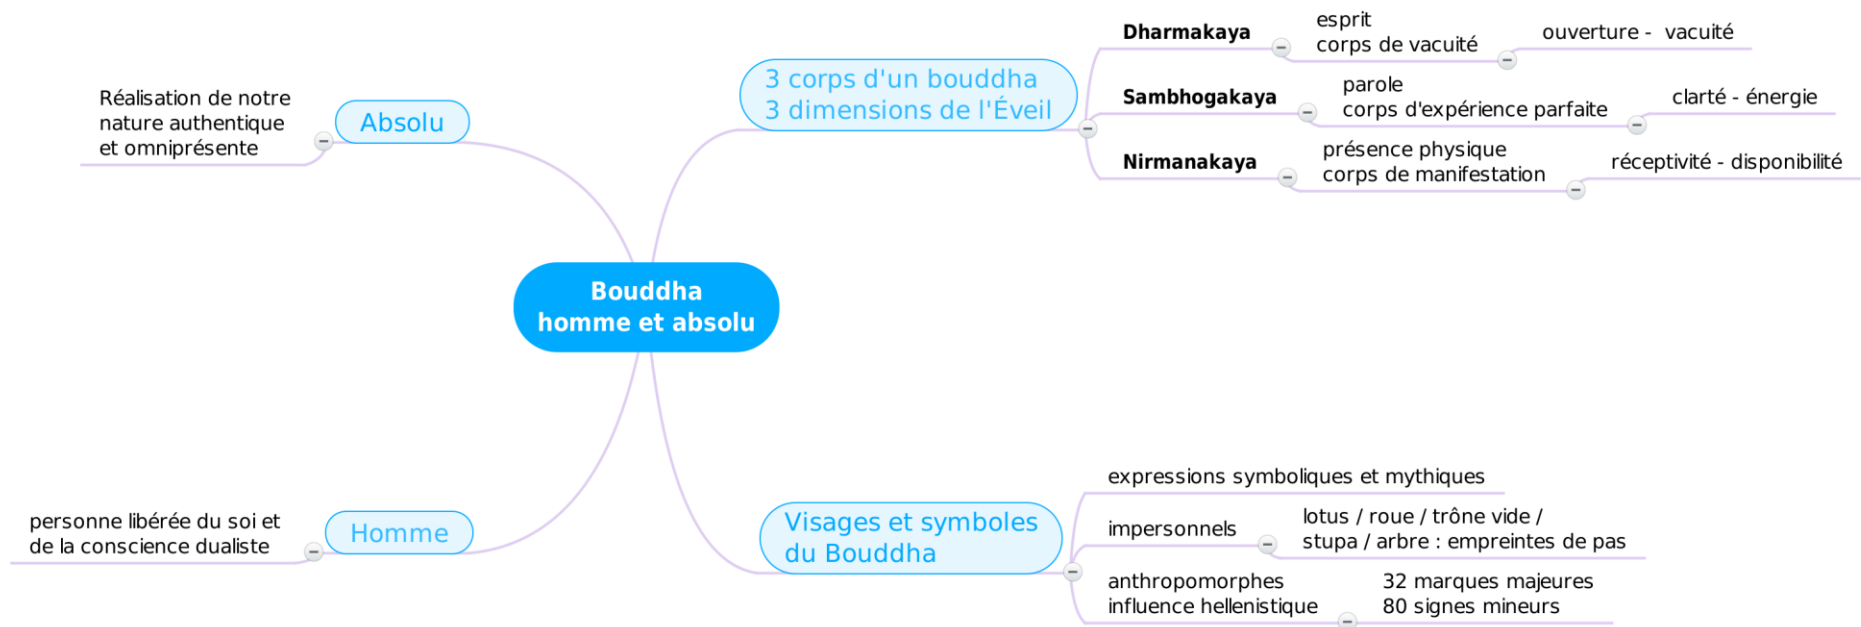 Bouddha
homme et absolu
Absolu
Réalisation de notre
nature authentique
et omniprésente
Homme
personne libérée du soi et
de la conscience dualiste
3 corps d'un bouddha
3 dimensions de l'Éveil
Dharmakaya
esprit
corps de vacuité
ouverture -  vacuité
Sambhogakaya
parole
corps d'expérience parfaite
clarté - énergie
Nirmanakaya
présence physique
corps de manifestation
réceptivité - disponibilité
Visages et symboles
du Bouddha
expressions symboliques et mythiques
impersonnels
lotus / roue / trône vide /
stupa / arbre : empreintes de pas
anthropomorphes
influence hellenistique
32 marques majeures
80 signes mineurs